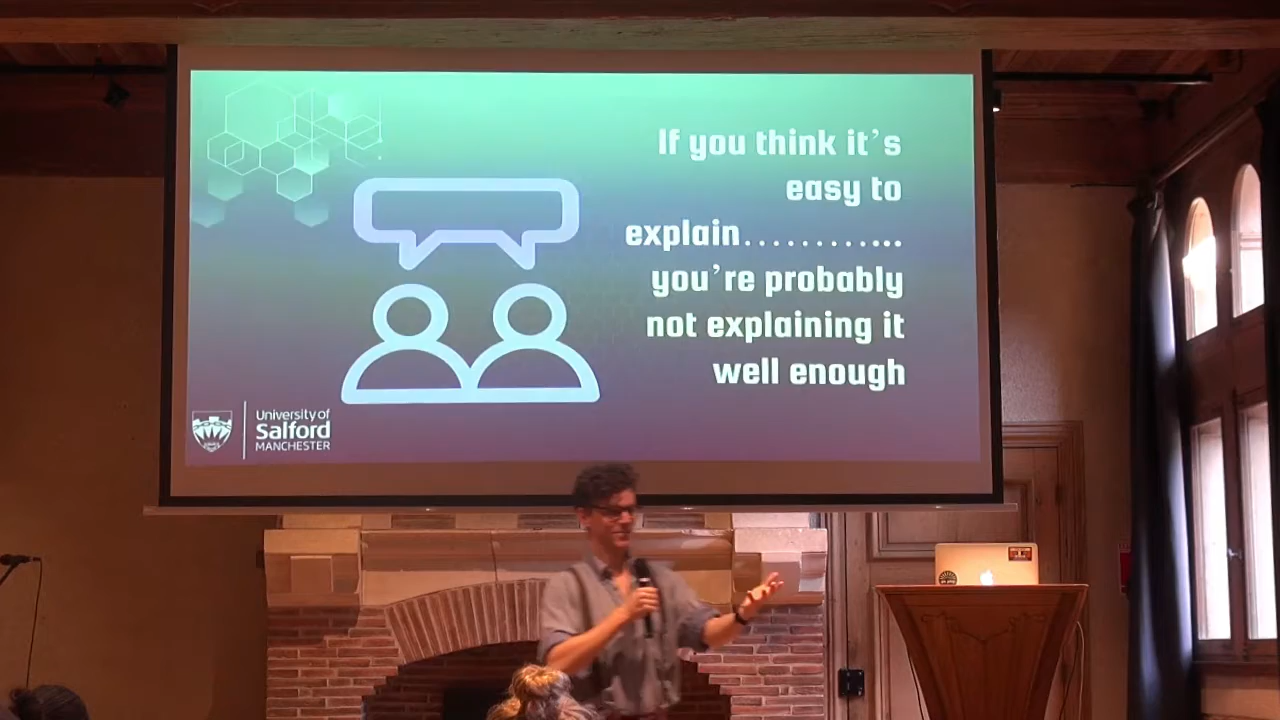 If you think it's
easy to
explain…………...
you're probably
not explaining it
well enough
University of
Salford
MANCHESTER